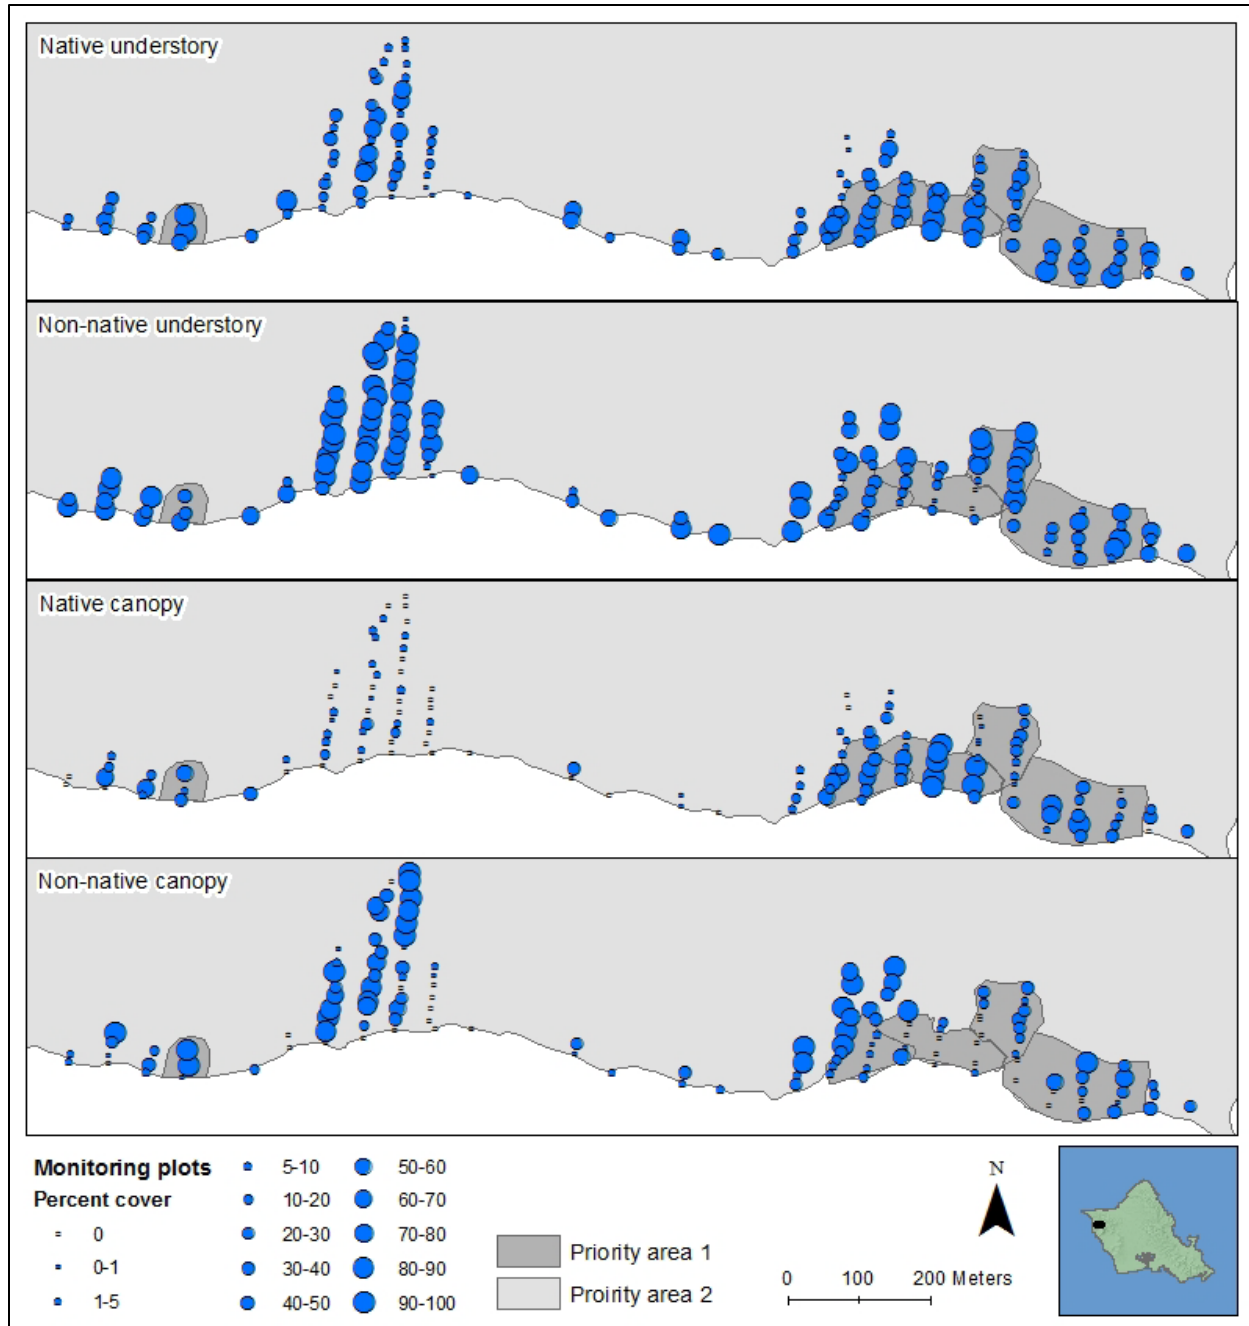 Native understory
Non-native understory
Native canopy
Non-native canopy
Monitoring plots
Percent cover
0
0-1
1-5
5-10
10-20
20-30
30-40
40-50
50-60
60-70
70-80
80-90
90-100
Priority area 1
Proirity area 2
N
0 100 200 Meters